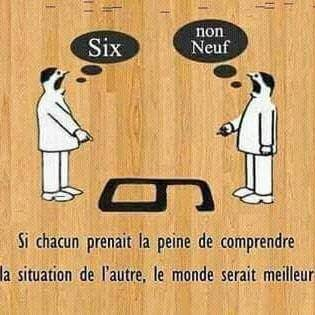 Six
non
Neuf
Si chacun prenait la peine de comprendre
la situation de l'autre, le monde serait meilleur